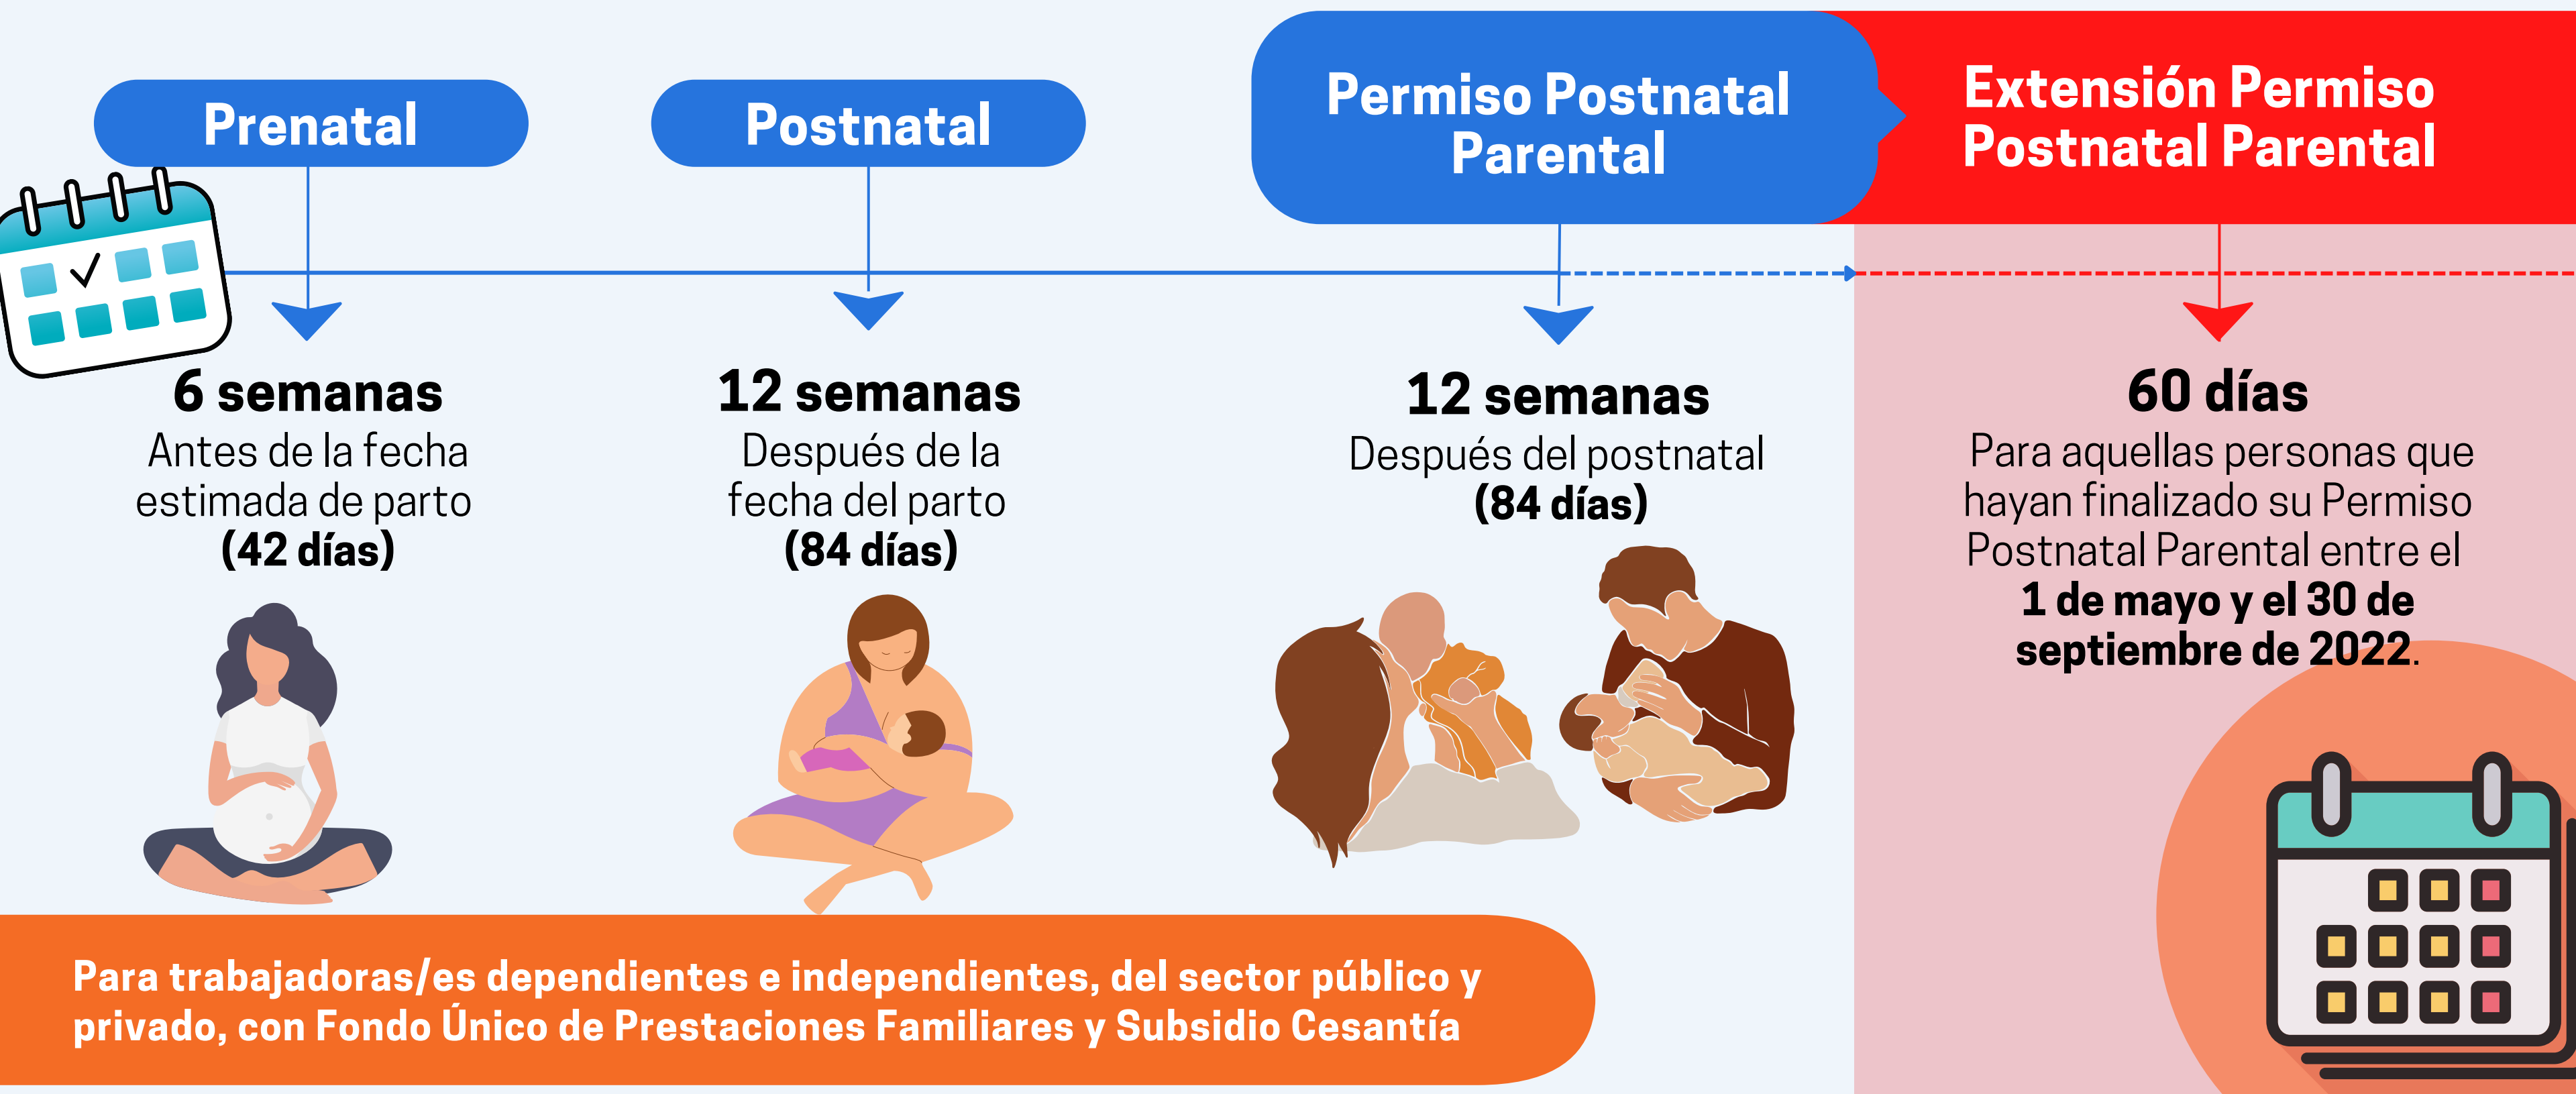 Prenatal
6 semanas
Antes de la fecha
estimada de parto
(42 días)
Postnatal
12 semanas
Después de la
fecha del parto
(84 días)
Permiso Postnatal
Parental
12 semanas
Después del postnatal
(84 días)
Extensión Permiso
Postnatal Parental
60 días
Para aquellas personas que
hayan finalizado su Permiso
Postnatal Parental entre el
1 de mayo y el 30 de
septiembre de 2022.
Para trabajadoras/es dependientes e independientes, del sector público y
privado, con Fondo Único de Prestaciones Familiares y Subsidio Cesantía